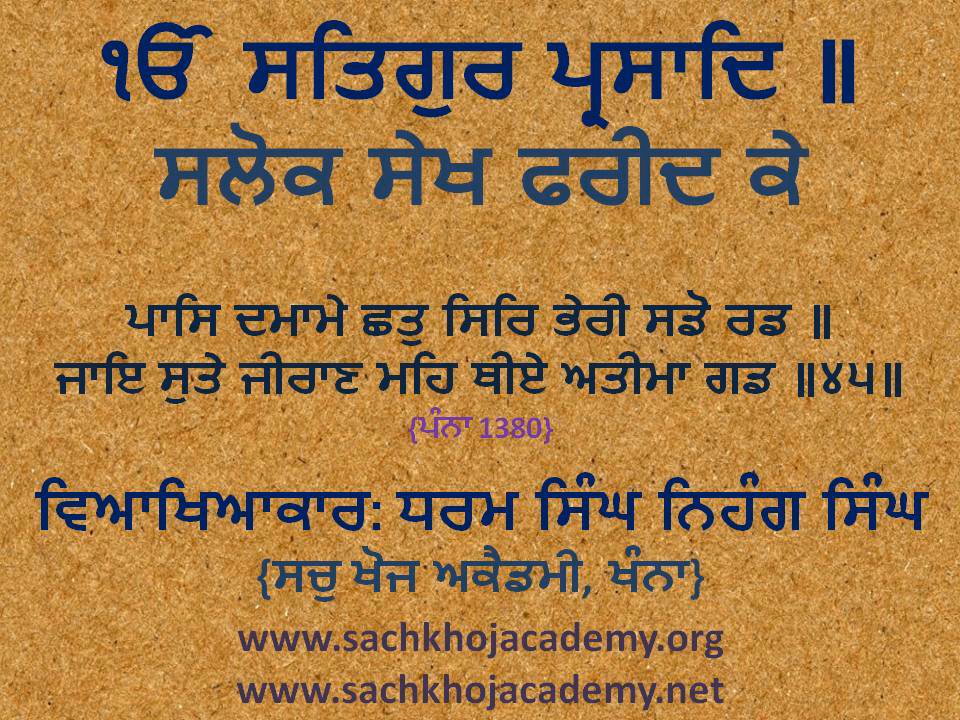 ੴ ਸਤਿਗੁਰ ਪ੍ਰਸਾਦਿ ॥
ਸਲੋਕ ਸੇਖ ਫਰੀਦ ਕੇ
ਪਾਸਿ ਦਮਾਮੇ ਛਤੁ ਸਿਰਿ ਭੇਰੀ ਸਡੋ ਰਡ ॥
ਜਾਇ ਸੁਤੇ ਜੀਰਾਣ ਮਹਿ ਥੀਏ ਅਤੀਮਾ ਗਡ ॥੪੫॥
{ਪੰਨਾ 1380}
ਵਿਆਖਿਆਕਾਰ: ਧਰਮ ਸਿੰਘ ਨਿਹੰਗ ਸਿੰਘ
{ਸਚੁ ਖੋਜ ਅਕੈਡਮੀ, ਖੰਨਾ}
www.sachkhojacademy.org
www.sachkhojacademy.net